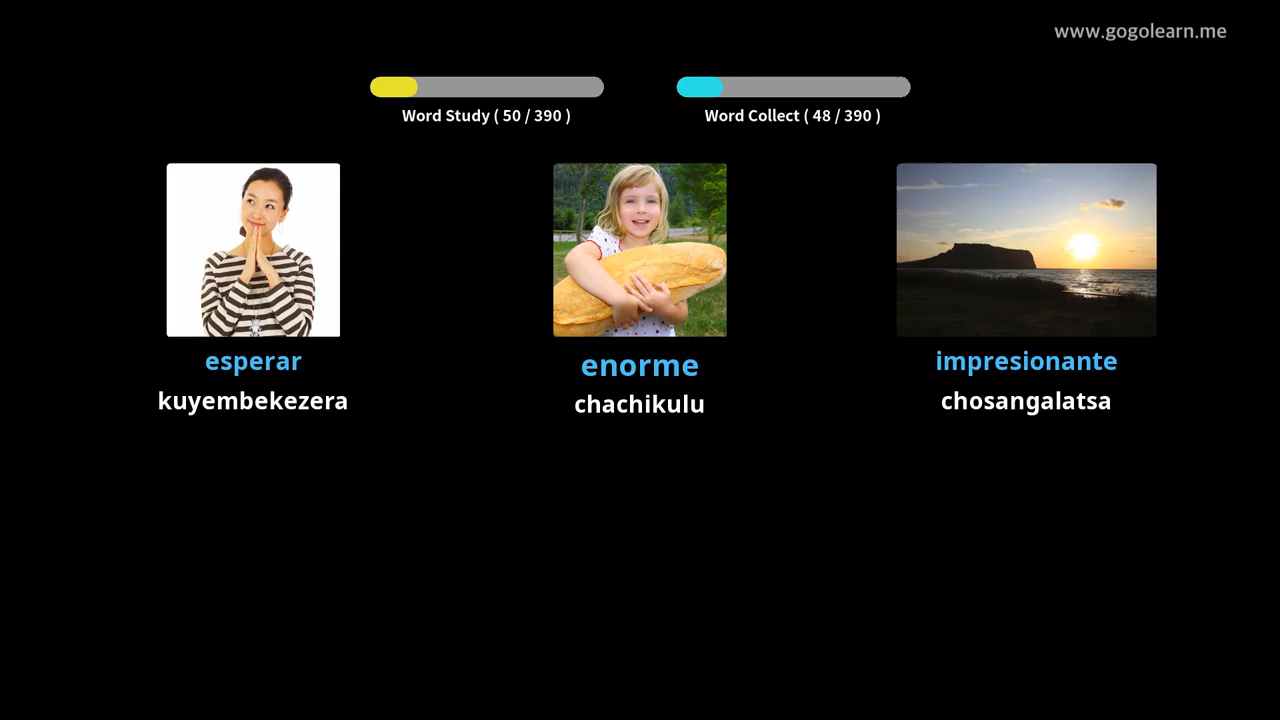 www.gogolearn.me
Word Study ( 50 / 390 )
Word Collect ( 48 / 390 )
esperar
kuyembekezera
enorme
chachikulu
impresionante
chosangalatsa